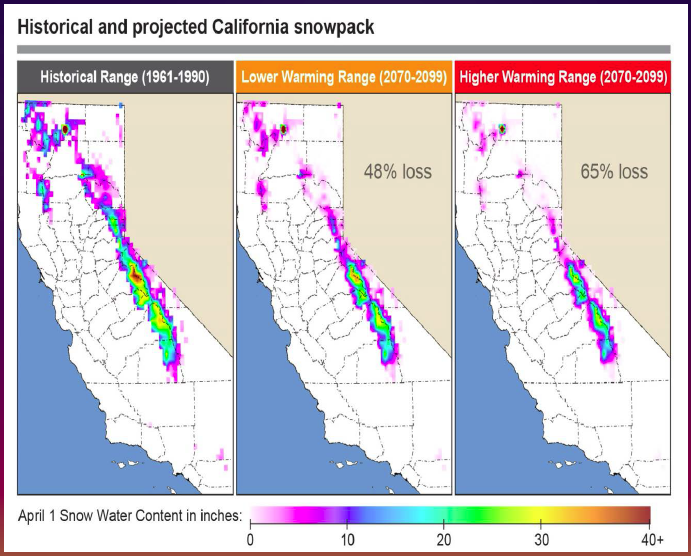 Historical and projected California snowpack
Historical Range (1961-1990)
Lower Warming Range (2070-2099)
Higher Warming Range (2070-2099)
48% loss
65% loss
April 1 Snow Water Content in inches:
0 10 20 30 40+